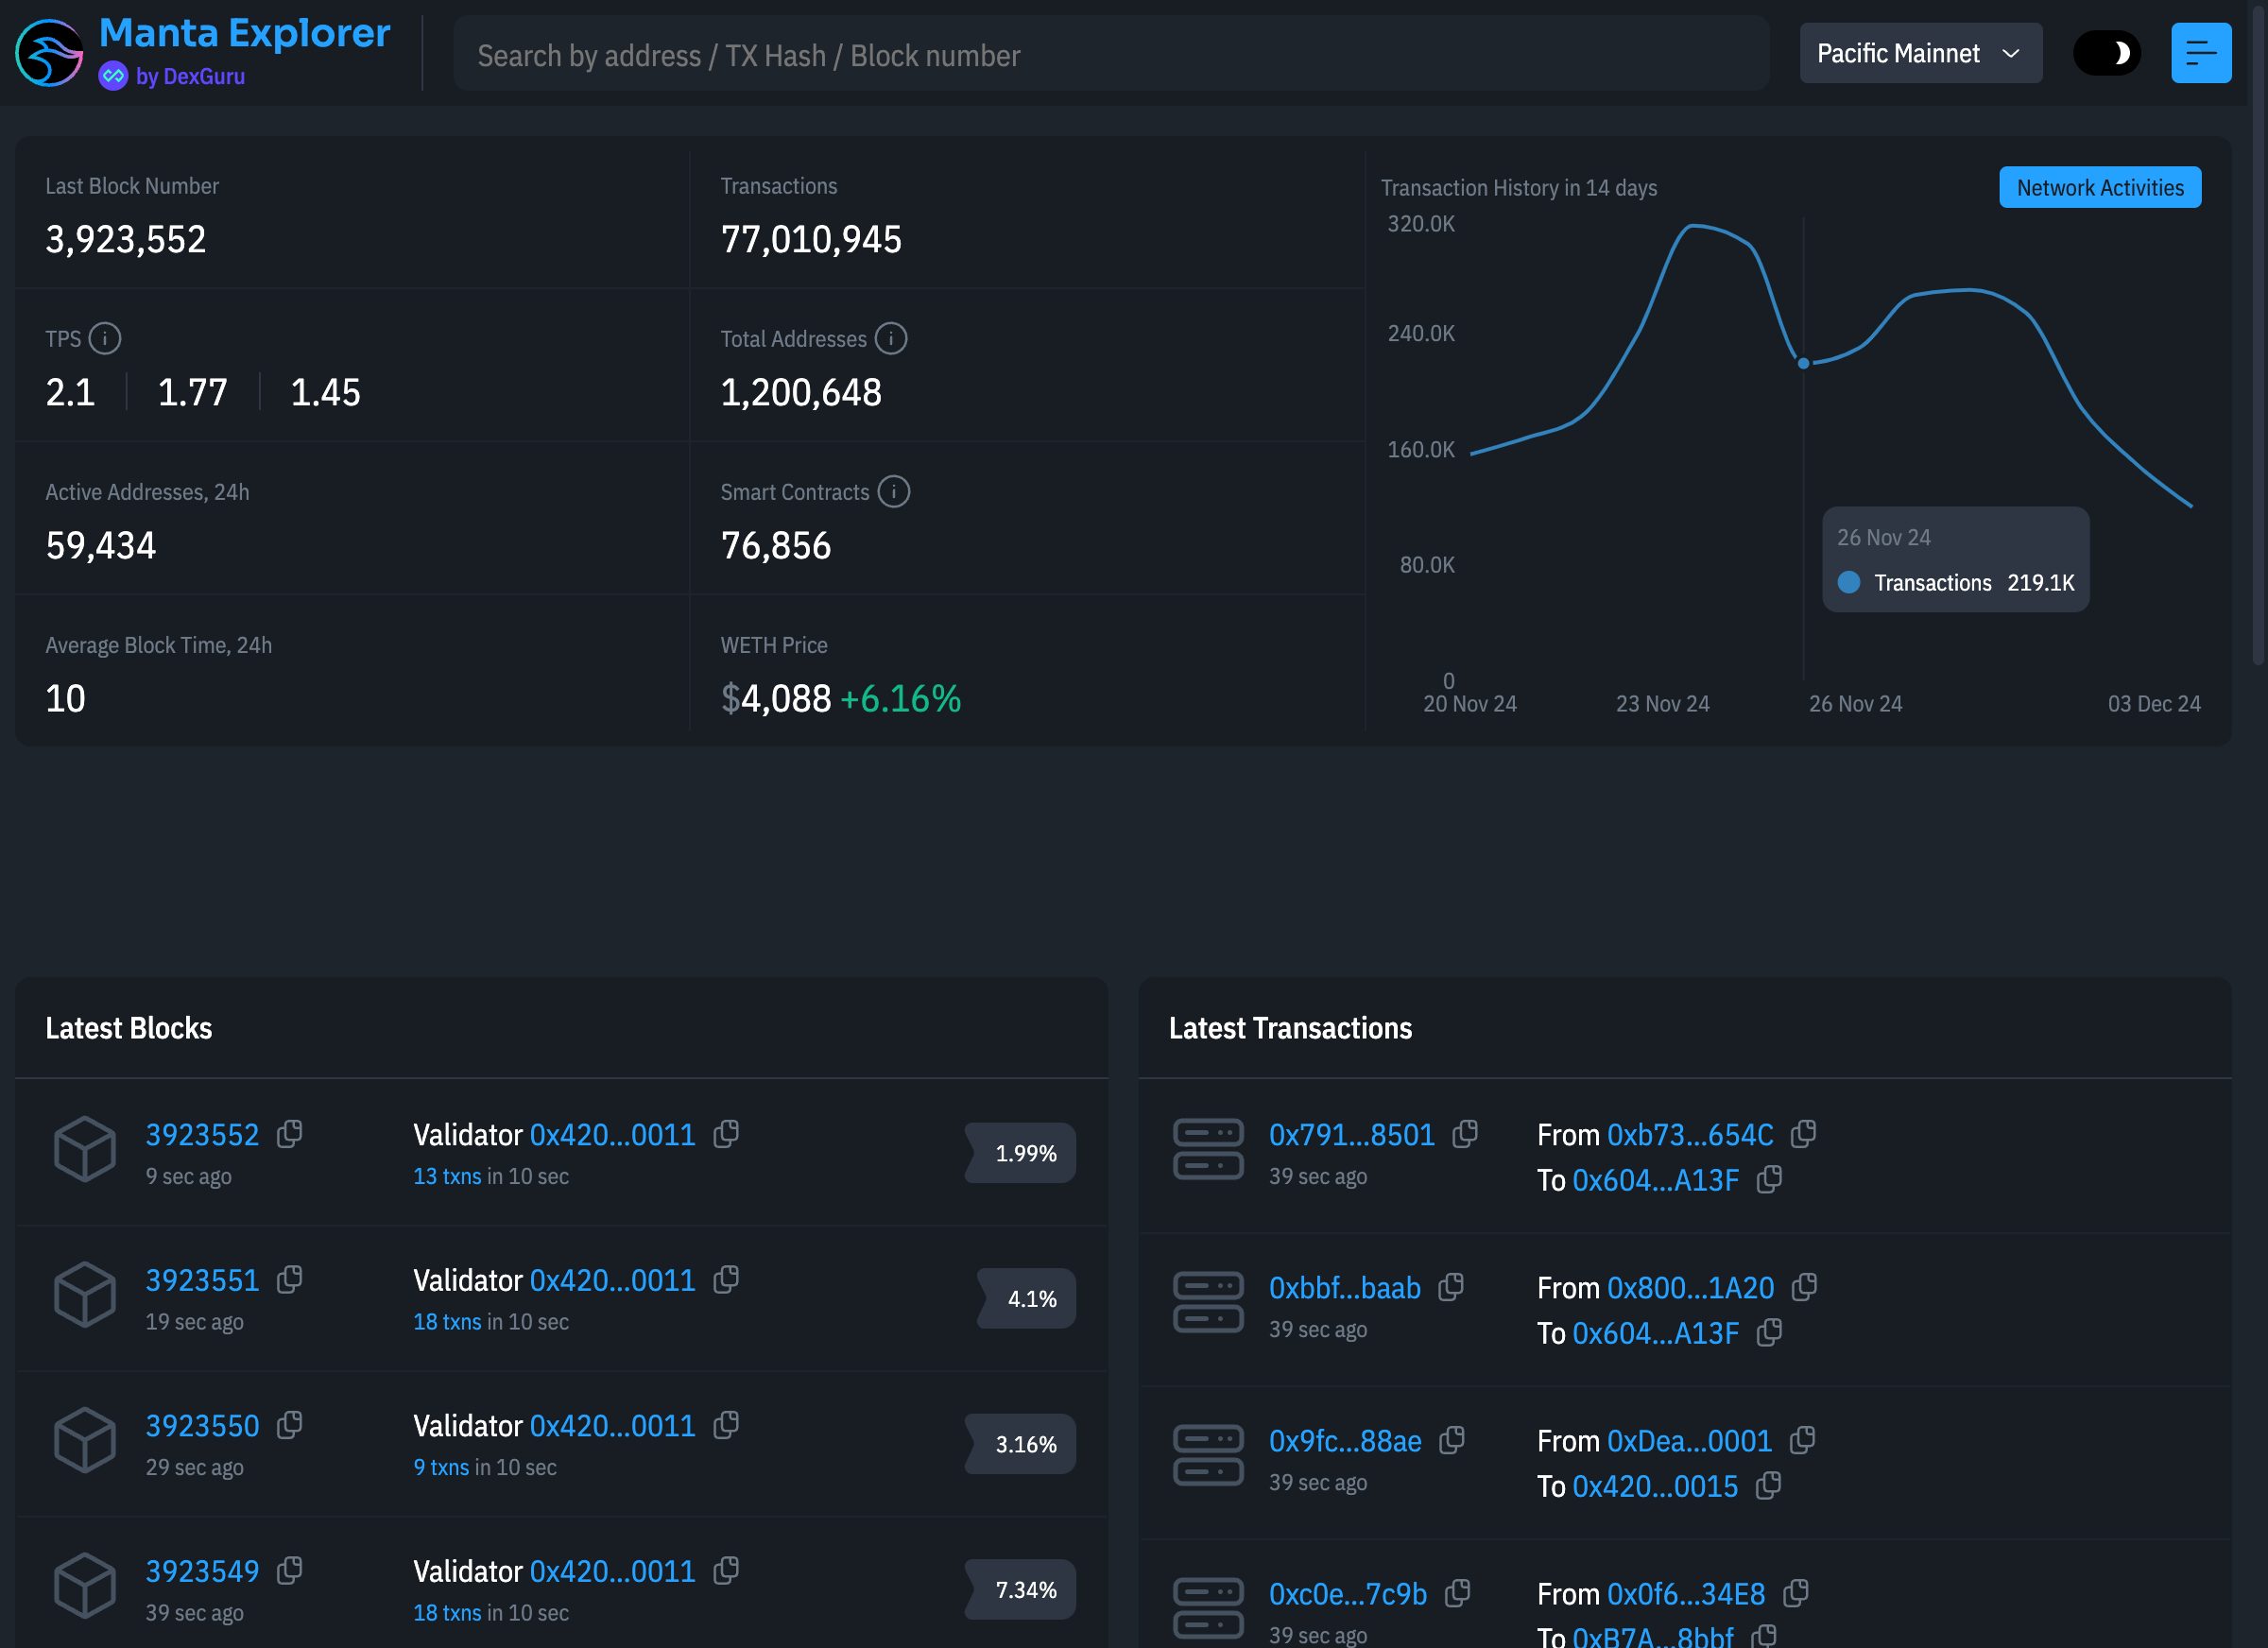 Manta Explorer
by DexGuru
Search by address / TX Hash / Block number
Pacific Mainnet
Last Block Number
3,923,552
Transactions
77,010,945
TPS
2.1
1.77
1.45
Total Addresses
1,200,648
Active Addresses, 24h
59,434
Smart Contracts
76,856
Average Block Time, 24h
10
WETH Price
$4,088 +6.16%
Transaction History in 14 days
Network Activities
320.0K
240.0K
160.0K
80.0K
0
26 Nov 24
Transactions 219.1K
20 Nov 24
23 Nov 24
26 Nov 24
03 Dec 24
Latest Blocks
3923552
9 sec ago
Validator 0x420...0011
13 txns in 10 sec
1.99%
3923551
19 sec ago
Validator 0x420...0011
18 txns in 10 sec
4.1%
3923550
29 sec ago
Validator 0x420...0011
9 txns in 10 sec
3.16%
3923549
39 sec ago
Validator 0x420...0011
18 txns in 10 sec
7.34%
Latest Transactions
0x791...8501
39 sec ago
From 0xb73...654C
To 0x604...A13F
0xbbf...baab
39 sec ago
From 0x800...1A20
To 0x604...A13F
0x9fc...88ae
39 sec ago
From 0xDea...0001
To 0x420...0015
0xc0e...7c9b
39 sec ago
From 0x0f6...34E8
To 0xB7A...8bbf